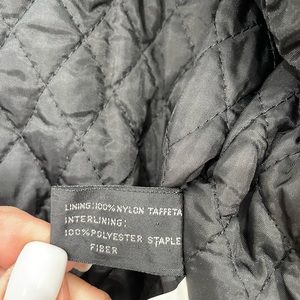 LINING:100%NYLON TAFFETA
INTERLINING:
100%POLYESTER STAPLE
FIBER